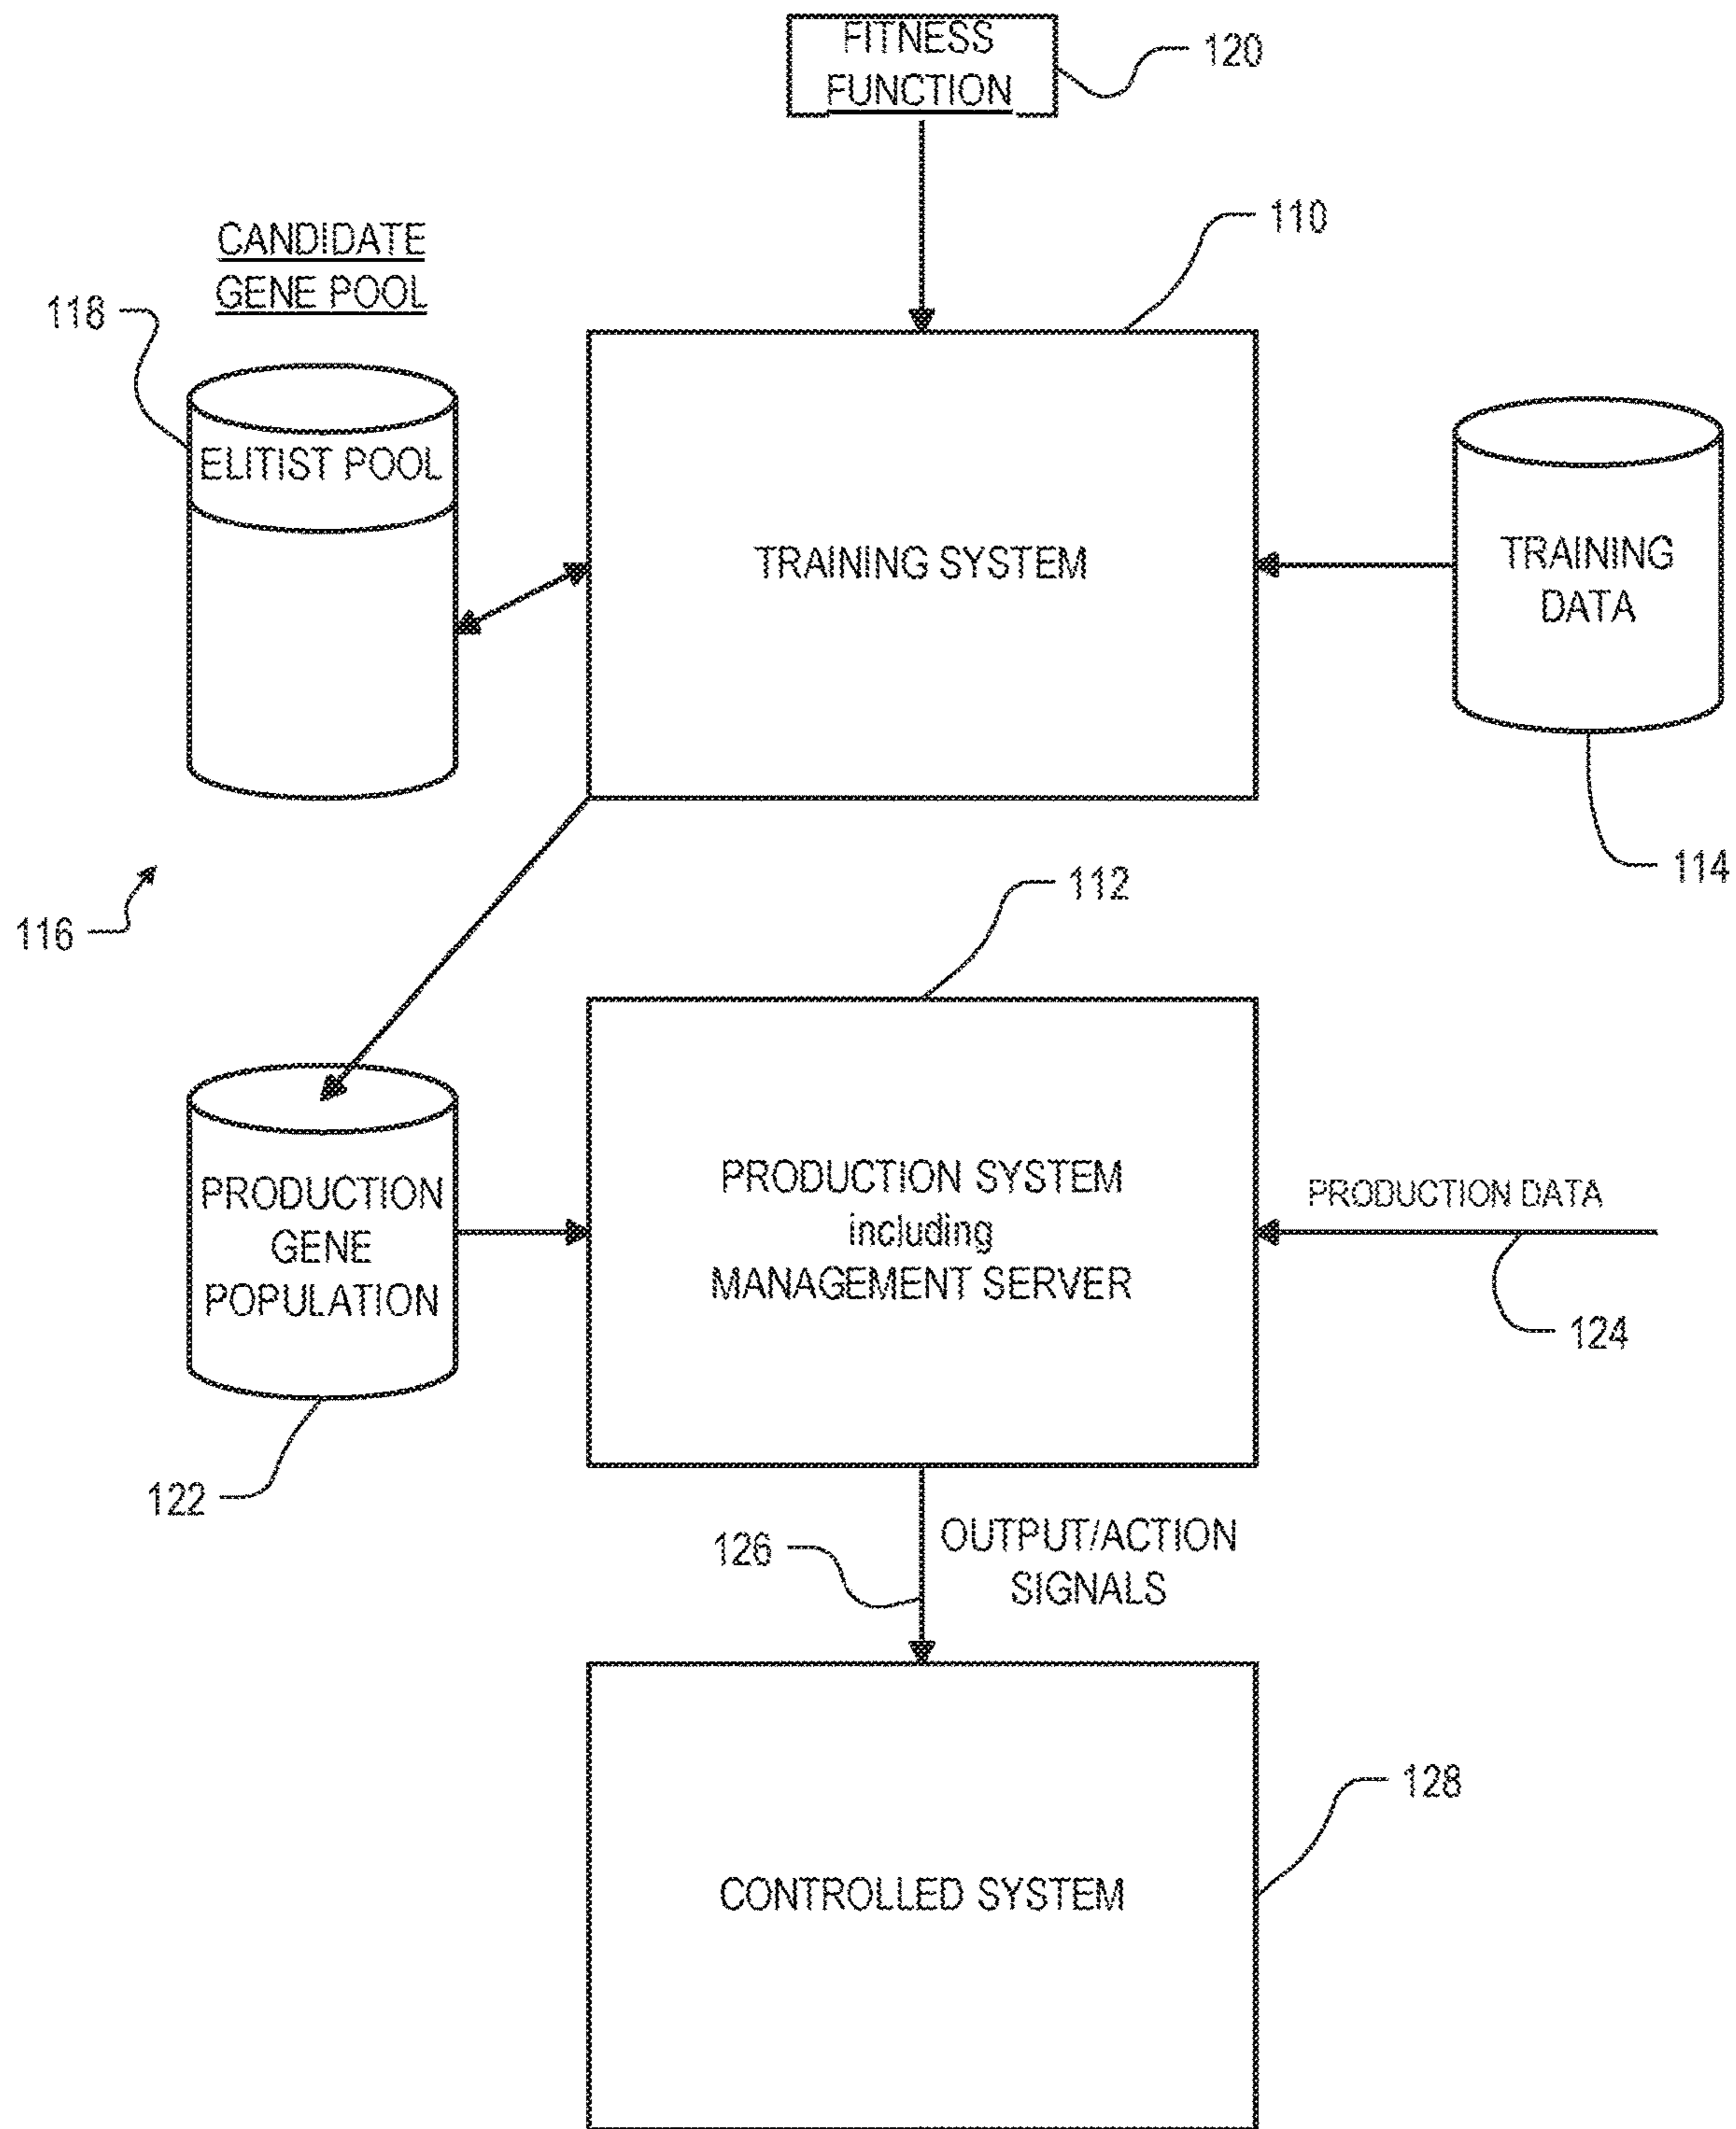 FITNESS
FUNCTION
120
110
CANDIDATE
GENE POOL
118
ELITIST POOL
TRAINING SYSTEM
TRAINING
DATA
114
116
112
PRODUCTION
GENE
POPULATION
PRODUCTION SYSTEM
including
MANAGEMENT SERVER
PRODUCTION DATA
124
122
126
OUTPUT/ACTION
SIGNALS
128
CONTROLLED SYSTEM